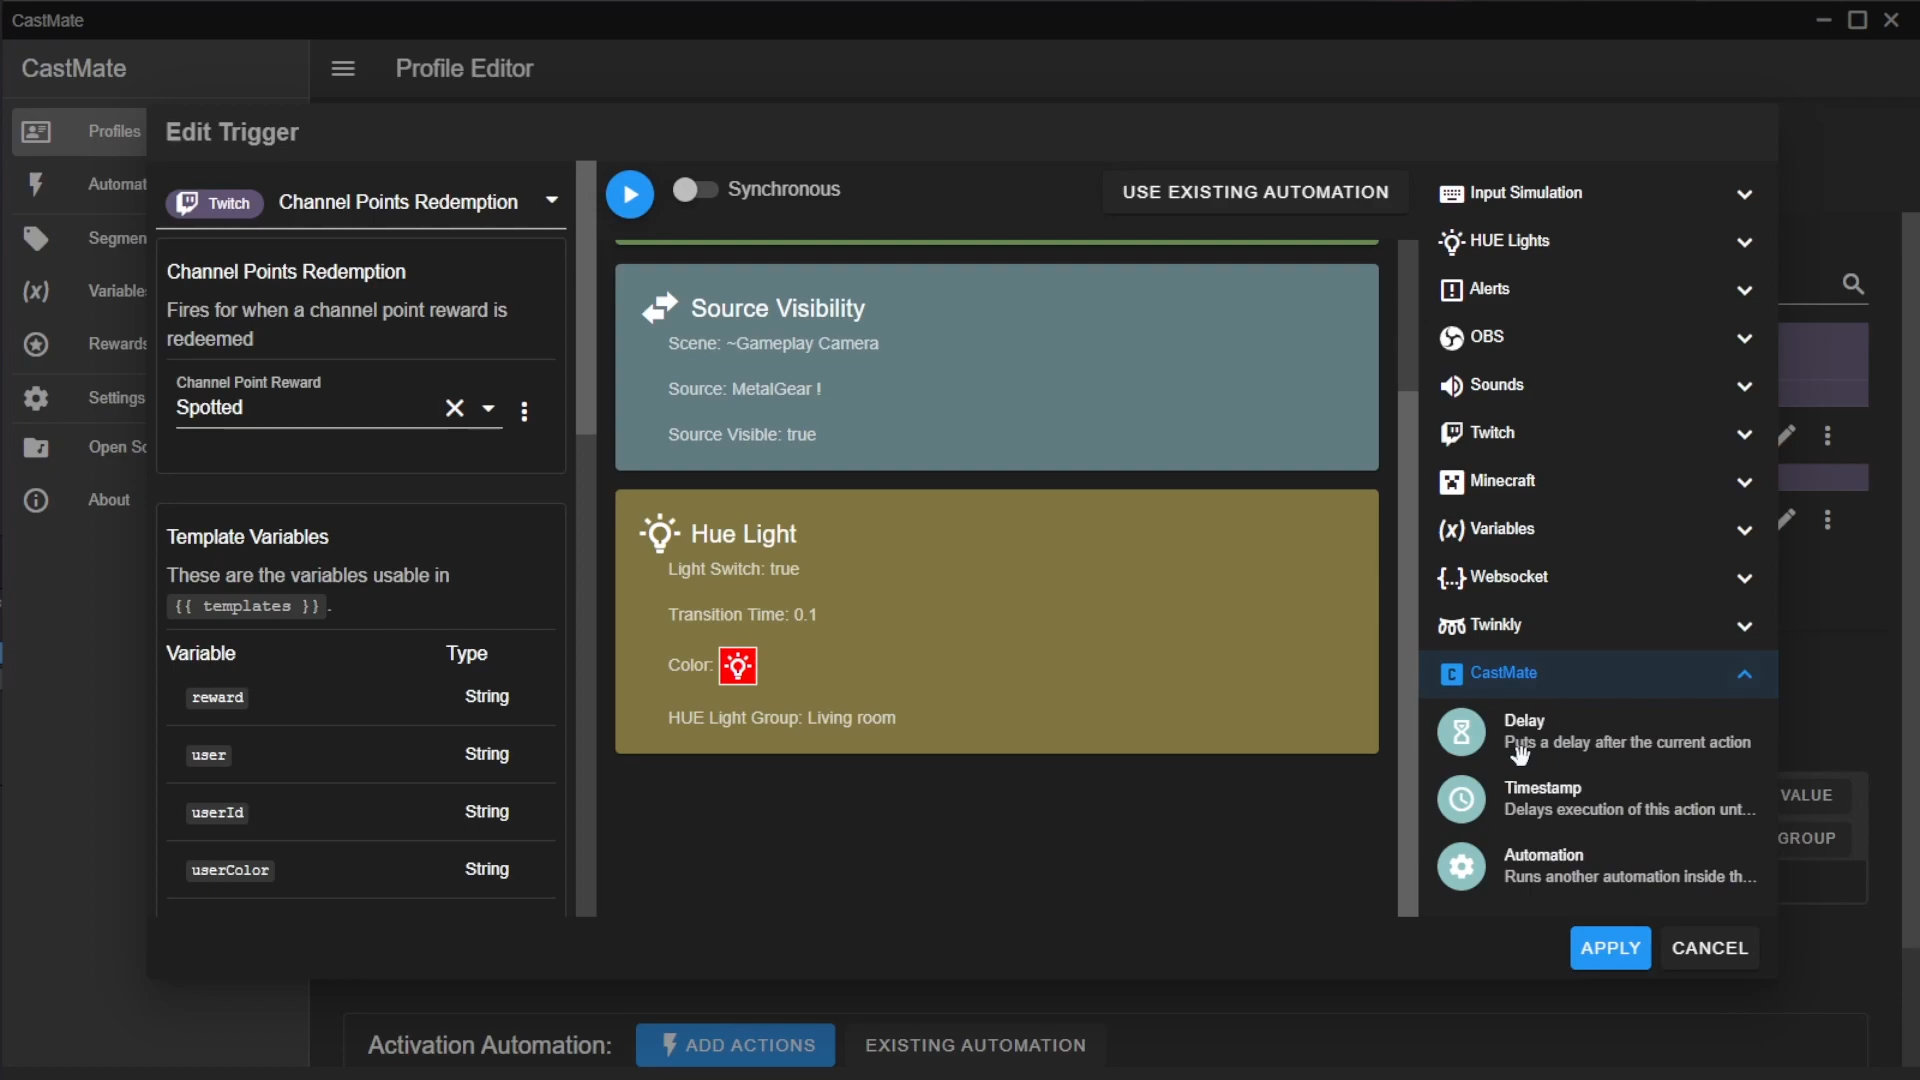 CastMate
CastMate
Profile Editor
Profiles
Automat
Segmen
Variable
Rewards
Settings
Open Sc
About
Edit Trigger
Twitch
Channel Points Redemption
Channel Points Redemption
Fires for when a channel point reward is
redeemed
Channel Point Reward
Spotted
Template Variables
These are the variables usable in
{{ templates }}.
Variable Type
reward String
user String
userId String
userColor String
Synchronous
USE EXISTING AUTOMATION
Source Visibility
Scene: ~Gameplay Camera
Source: MetalGear !
Source Visible: true
Hue Light
Light Switch: true
Transition Time: 0.1
Color:
HUE Light Group: Living room
Input Simulation
HUE Lights
Alerts
OBS
Sounds
Twitch
Minecraft
(x) Variables
{...} Websocket
Twinkly
C CastMate
Delay
Puts a delay after the current action
Timestamp
Delays execution of this action unt...
Automation
Runs another automation inside th...
VALUE
GROUP
APPLY
CANCEL
Activation Automation:
ADD ACTIONS
EXISTING AUTOMATION